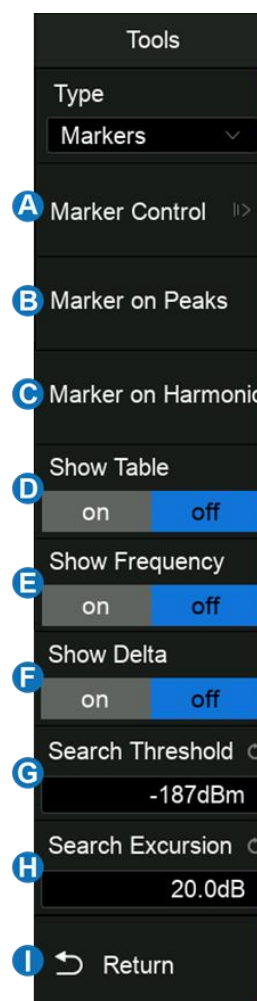 Tools
Type
Markers
A Marker Control
B Marker on Peaks
C Marker on Harmonic
Show Table
D
on off
Show Frequency
E
on off
Show Delta
F
on off
Search Threshold
G
-187dBm
Search Excursion
H
20.0dB
I Return